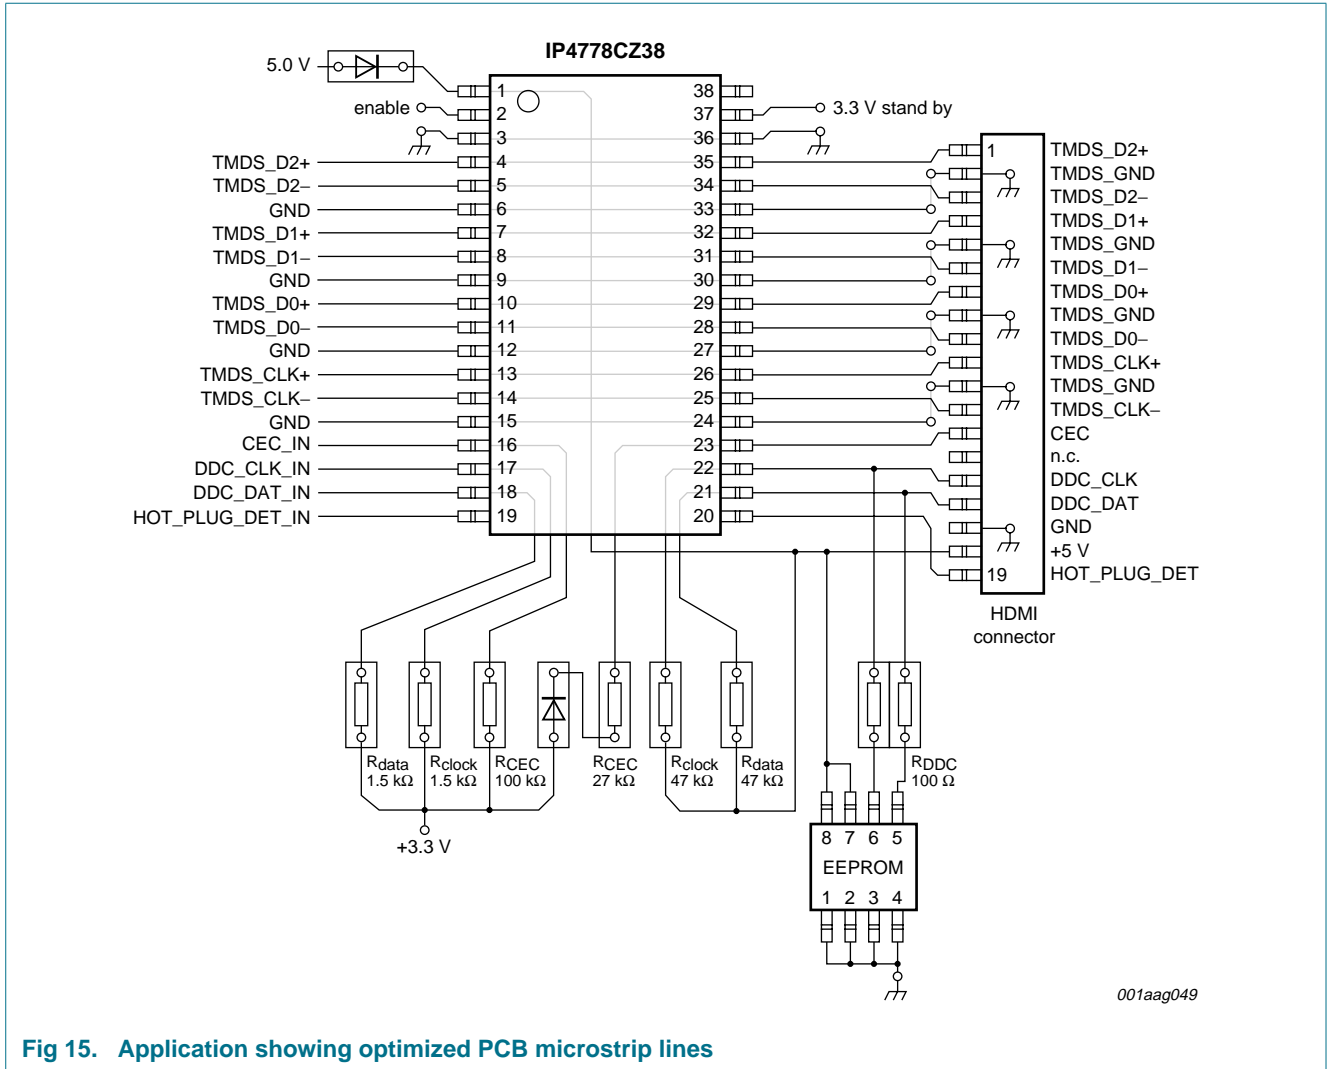 IP4778CZ38
5.0 V
enable
3.3 V stand by
TMDS_D2+
TMDS_D2−
GND
TMDS_D1+
TMDS_D1−
GND
TMDS_D0+
TMDS_D0−
GND
TMDS_CLK+
TMDS_CLK−
GND
CEC_IN
DDC_CLK_IN
DDC_DAT_IN
HOT_PLUG_DET_IN
1
2
3
4
5
6
7
8
9
10
11
12
13
14
15
16
17
18
19
38
37
36
35
34
33
32
31
30
29
28
27
26
25
24
23
22
21
20
1
19
TMDS_D2+
TMDS_GND
TMDS_D2−
TMDS_D1+
TMDS_GND
TMDS_D1−
TMDS_D0+
TMDS_GND
TMDS_D0−
TMDS_CLK+
TMDS_GND
TMDS_CLK−
CEC
n.c.
DDC_CLK
DDC_DAT
GND
+5 V
HOT_PLUG_DET
HDMI
connector
Rdata
1.5 kΩ
Rclock
1.5 kΩ
RCEC
100 kΩ
RCEC
27 kΩ
Rclock
47 kΩ
Rdata
47 kΩ
RDDC
100 Ω
+3.3 V
8 7 6 5
EEPROM
1 2 3 4
001aag049
Fig 15. Application showing optimized PCB microstrip lines